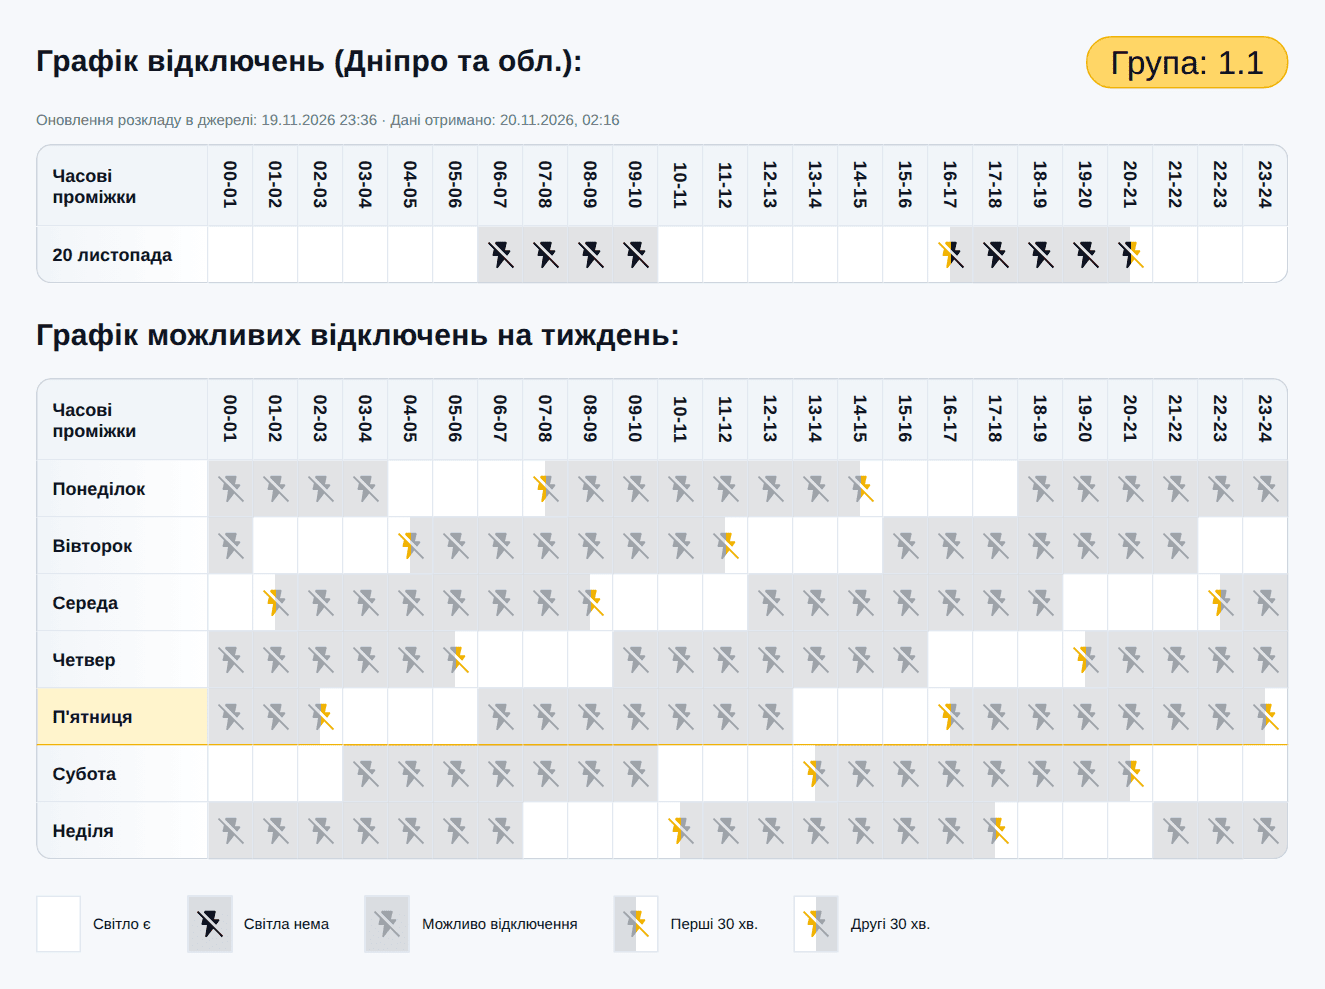 Графік відключень (Дніпро та обл.):
Група: 1.1
Оновлення розкладу в джерелі: 19.11.2026 23:36 · Дані отримано: 20.11.2026, 02:16
Часові проміжки 00-01 01-02 02-03 03-04 04-05 05-06 06-07 07-08 08-09 09-10 10-11 11-12 12-13 13-14 14-15 15-16 16-17 17-18 18-19 19-20 20-21 21-22 22-23 23-24
20 листопада
Графік можливих відключень на тиждень:
Часові проміжки 00-01 01-02 02-03 03-04 04-05 05-06 06-07 07-08 08-09 09-10 10-11 11-12 12-13 13-14 14-15 15-16 16-17 17-18 18-19 19-20 20-21 21-22 22-23 23-24
Понеділок
Вівторок
Середа
Четвер
П'ятниця
Субота
Неділя
Світло є Світла нема Можливо відключення Перші 30 хв. Другі 30 хв.